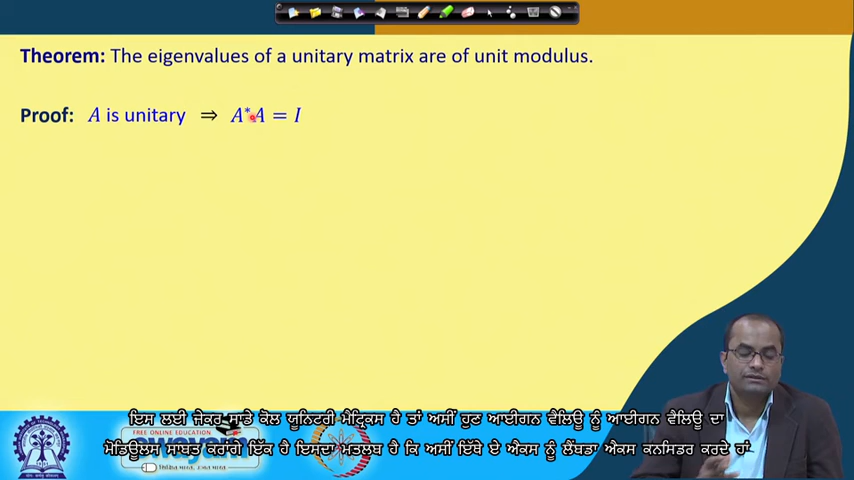 Theorem: The eigenvalues of a unitary matrix are of unit modulus.
Proof: A is unitary ⇒ A*A = I
FREE ONLINE EDUCATION
swayam
ਇਸ ਲਈ ਜੇਕਰ ਸਾਡੇ ਕੋਲ ਯੂਨਿਟਰੀ ਮੈਟ੍ਰਿਕਸ ਹੈ ਤਾਂ ਅਸੀਂ ਹੁਣ ਆਈਗਨ ਵੈਲਿਊ ਨੂੰ ਆਈਗਨ ਵੈਲਿਊ ਦਾ
ਮੋਡਿਊਲਸ ਸਾਬਤ ਕਰਾਂਗੇ ਇੱਕ ਹੈ ਇਸਦਾ ਮਤਲਬ ਹੈ ਕਿ ਅਸੀਂ ਇੱਥੇ ਏ ਐਕਸ ਨੂੰ ਲੈਂਬਡਾ ਐਕਸ ਕਨਸਿਡਰ ਕਰਦੇ ਹਾਂ